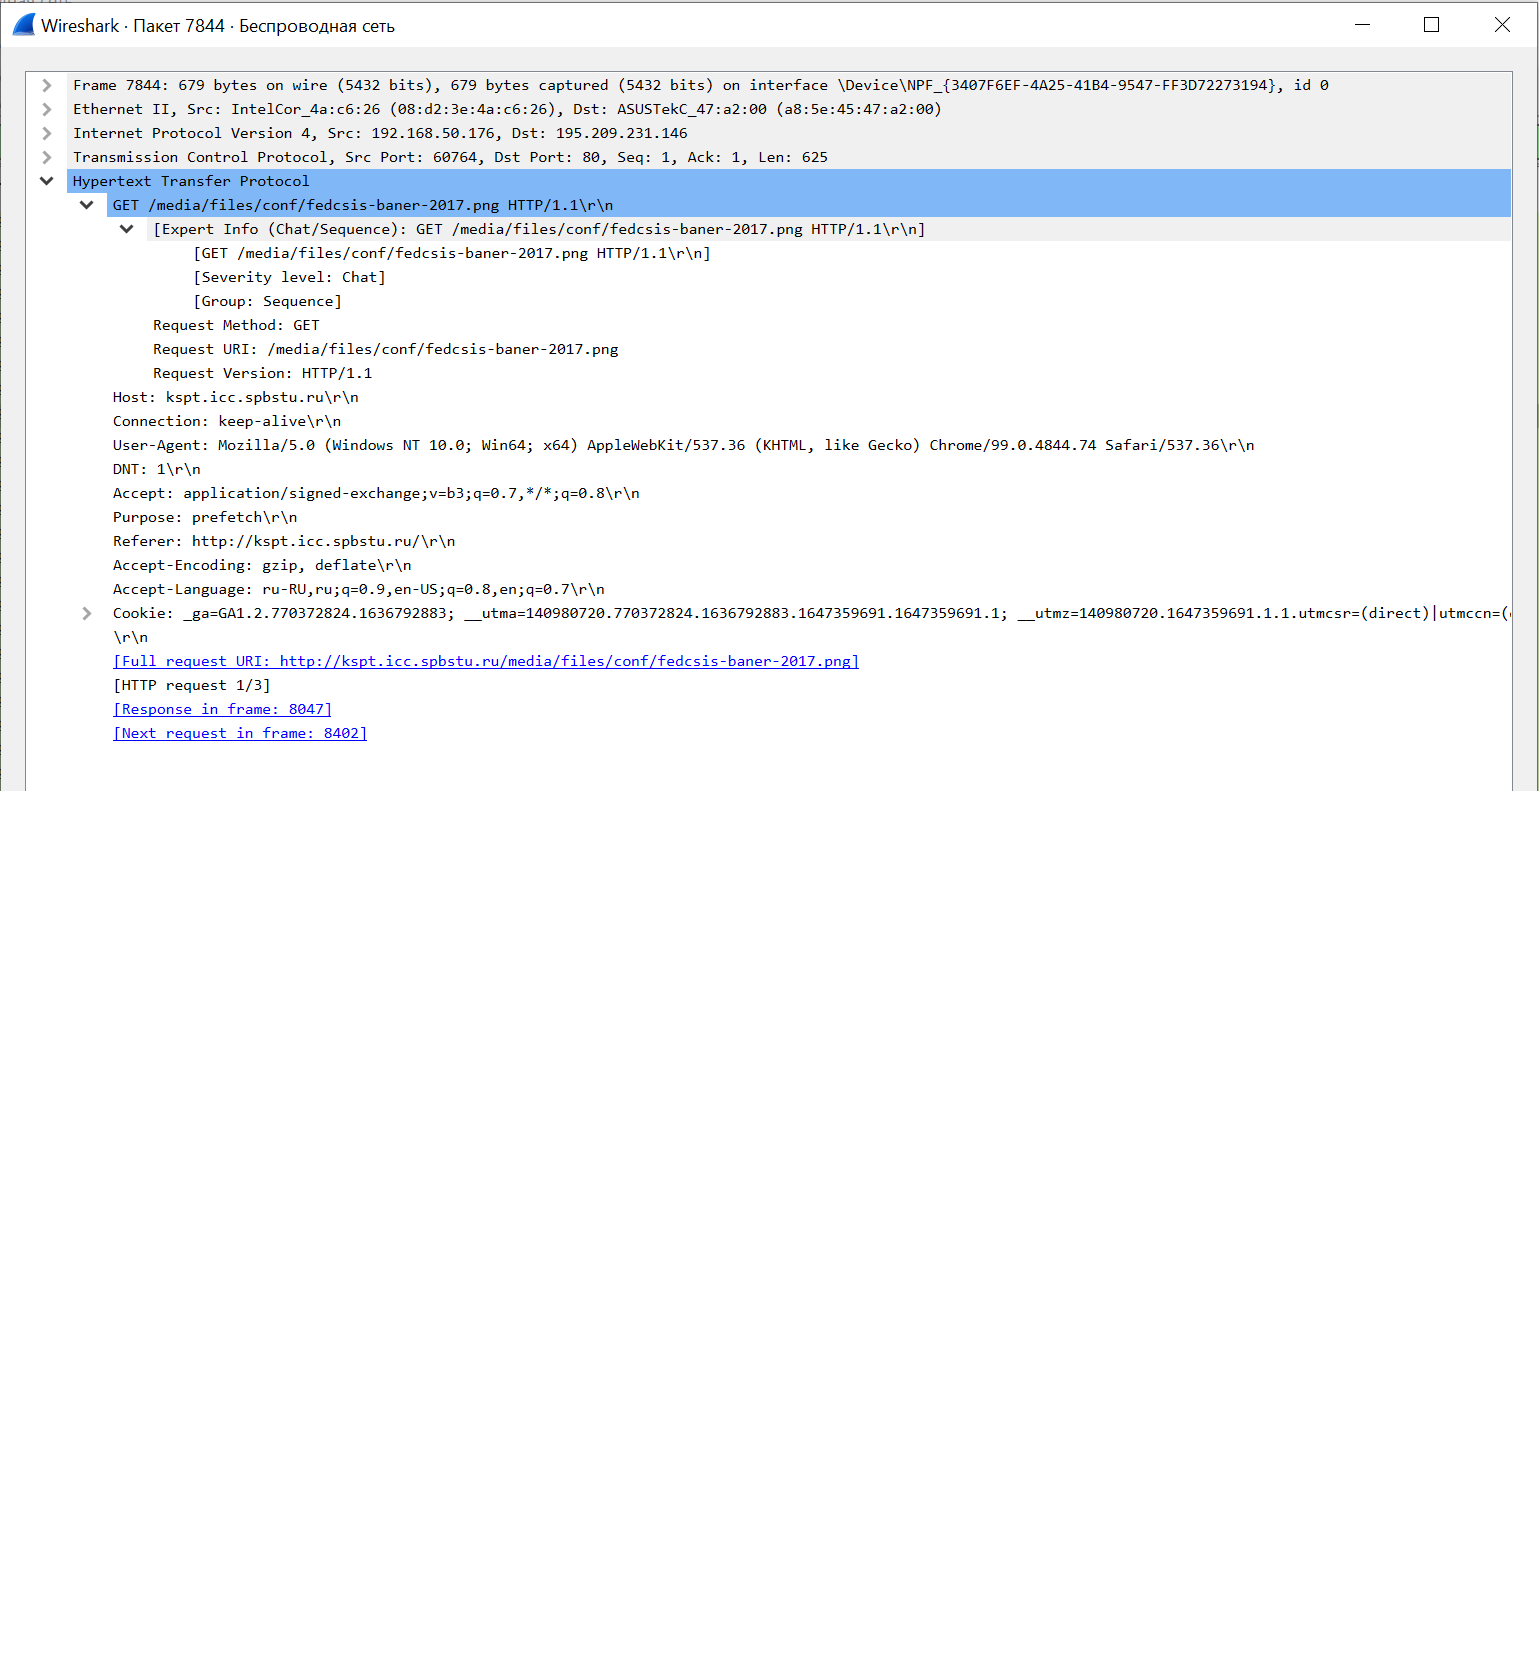 Wireshark · Пакет 7844 · Беспроводная сеть
Frame 7844: 679 bytes on wire (5432 bits), 679 bytes captured (5432 bits) on interface \Device\NPF_{3407F6EF-4A25-41B4-9547-FF3D72273194}, id 0
Ethernet II, Src: IntelCor_4a:c6:26 (08:d2:3e:4a:c6:26), Dst: ASUSTekC_47:a2:00 (a8:5e:45:47:a2:00)
Internet Protocol Version 4, Src: 192.168.50.176, Dst: 195.209.231.146
Transmission Control Protocol, Src Port: 60764, Dst Port: 80, Seq: 1, Ack: 1, Len: 625
Hypertext Transfer Protocol
GET /media/files/conf/fedcsis-baner-2017.png HTTP/1.1\r\n
[Expert Info (Chat/Sequence): GET /media/files/conf/fedcsis-baner-2017.png HTTP/1.1\r\n]
[GET /media/files/conf/fedcsis-baner-2017.png HTTP/1.1\r\n]
[Severity level: Chat]
[Group: Sequence]
Request Method: GET
Request URI: /media/files/conf/fedcsis-baner-2017.png
Request Version: HTTP/1.1
Host: kspt.icc.spbstu.ru\r\n
Connection: keep-alive\r\n
User-Agent: Mozilla/5.0 (Windows NT 10.0; Win64; x64) AppleWebKit/537.36 (KHTML, like Gecko) Chrome/99.0.4844.74 Safari/537.36\r\n
DNT: 1\r\n
Accept: application/signed-exchange;v=b3;q=0.7,*/*;q=0.8\r\n
Purpose: prefetch\r\n
Referer: http://kspt.icc.spbstu.ru/\r\n
Accept-Encoding: gzip, deflate\r\n
Accept-Language: ru-RU,ru;q=0.9,en-US;q=0.8,en;q=0.7\r\n
Cookie: _ga=GA1.2.770372824.1636792883; __utma=140980720.770372824.1636792883.1647359691.1647359691.1; __utmz=140980720.1647359691.1.1.utmcsr=(direct)|utmccn=(
\r\n
[Full request URI: http://kspt.icc.spbstu.ru/media/files/conf/fedcsis-baner-2017.png]
[HTTP request 1/3]
[Response in frame: 8047]
[Next request in frame: 8402]